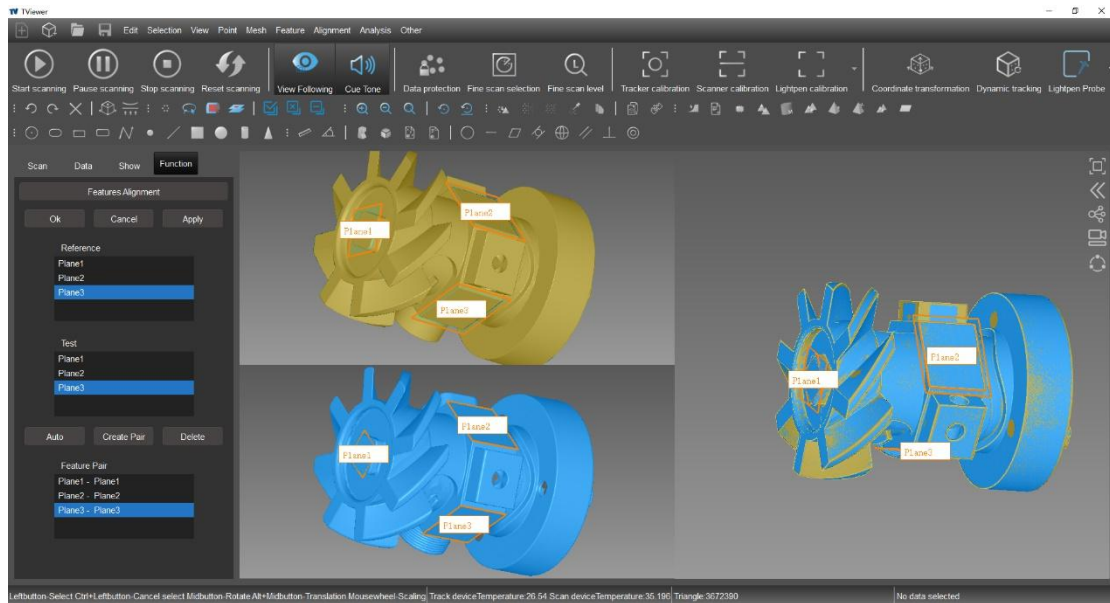 TViewer
Edit Selection View Point Mesh Feature Alignment Analysis Other
Start scanning Pause scanning Stop scanning Reset scanning View Following Cue Tone Data protection Fine scan selection Fine scan level Tracker calibration Scanner calibration Lightpen calibration Coordinate transformation Dynamic tracking Lightpen Probe
Scan Data Show Function
Features Alignment
Ok Cancel Apply
Reference
Plane1
Plane2
Plane3
Test
Plane1
Plane2
Plane3
Auto Create Pair Delete
Feature Pair
Plane1 - Plane1
Plane2 - Plane2
Plane3 - Plane3
Plane2
Plane1
Plane3
Plane2
Plane1
Plane3
Plane2
Plane1
Plane3
Leftbutton-Select Ctrl+Leftbutton-Cancel select Midbutton-Rotate Alt+Midbutton-Translation Mousewheel-Scaling Track deviceTemperature:26.54 Scan deviceTemperature:35.196 Triangle:3672390 No data selected